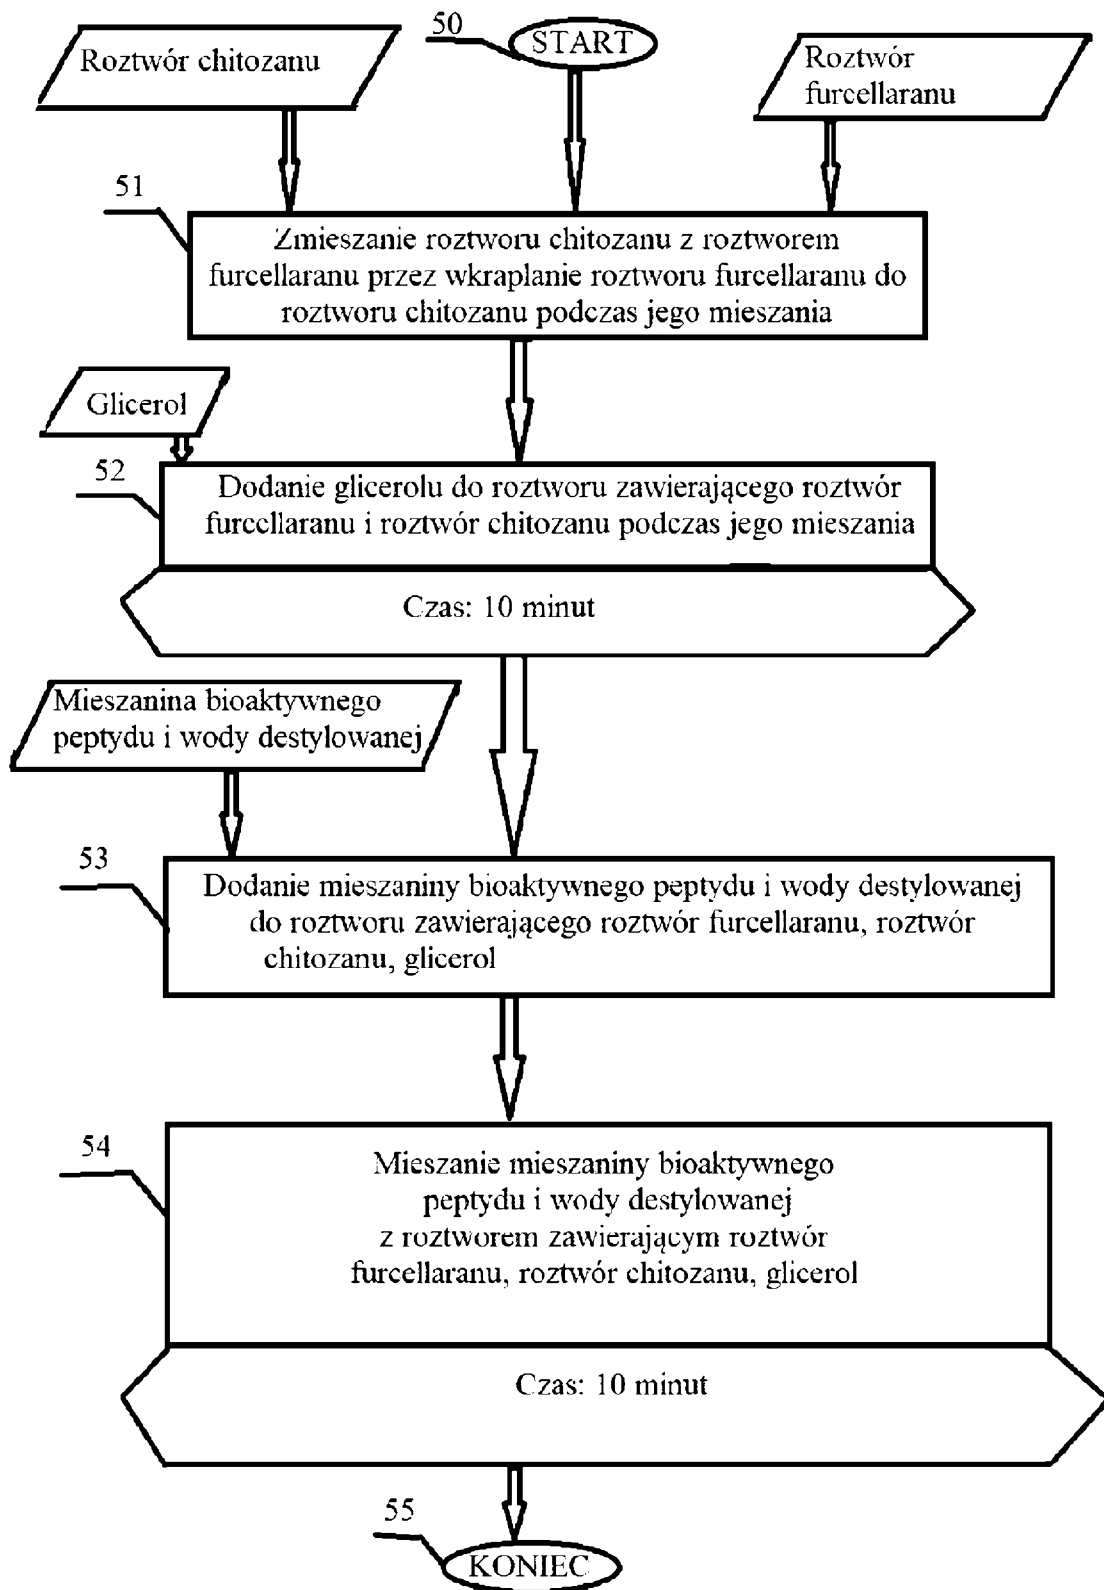 Roztwór chitozanu
50
START
Roztwór
furcellaranu
51
Zmieszanie roztworu chitozanu z roztworem
furcellaranu przez wkraplanie roztworu furcellaranu do
roztworu chitozanu podczas jego mieszania
Glicerol
52
Dodanie glicerolu do roztworu zawierającego roztwór
furcellaranu i roztwór chitozanu podczas jego mieszania
Czas: 10 minut
Mieszanina bioaktywnego
peptydu i wody destylowanej
53
Dodanie mieszaniny bioaktywnego peptydu i wody destylowanej
do roztworu zawierającego roztwór furcellaranu, roztwór
chitozanu, glicerol
54
Mieszanie mieszaniny bioaktywnego
peptydu i wody destylowanej
z roztworem zawierającym roztwór
furcellaranu, roztwór chitozanu, glicerol
Czas: 10 minut
55
KONIEC